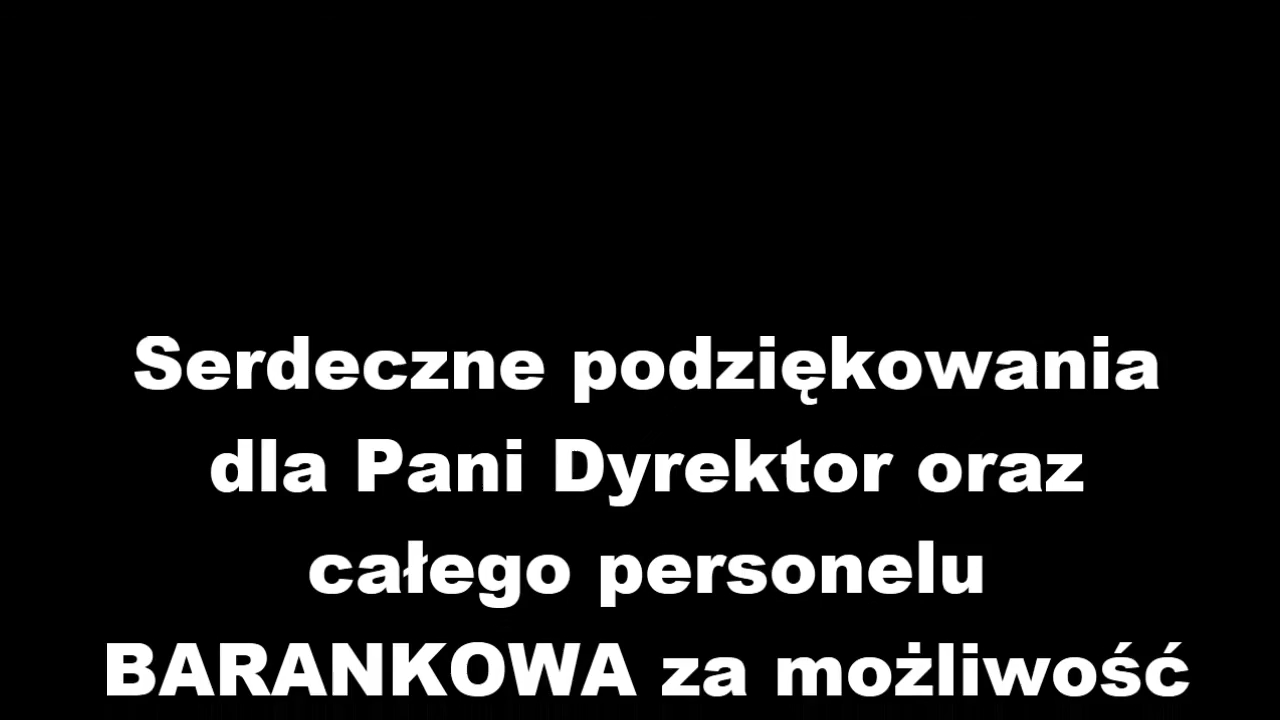 Serdeczne podziękowania
dla Pani Dyrektor oraz
całego personelu
BARANKOWA za możliwość